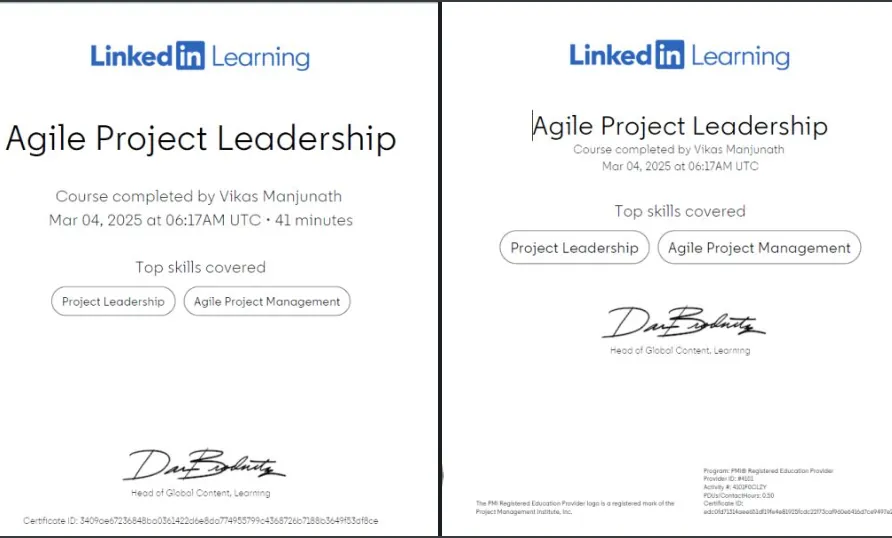 LinkedIn Learning
Agile Project Leadership
Course completed by Vikas Manjunath
Mar 04, 2025 at 06:17AM UTC • 41 minutes
Top skills covered
Project Leadership
Agile Project Management
Head of Global Content, Learning
LinkedIn Learning
Agile Project Leadership
Course completed by Vikas Manjunath
Mar 04, 2025 at 06:17AM UTC
Top skills covered
Project Leadership
Agile Project Management
Head of Global Content, Learning
The PMI Registered Education Provider logo is a registered mark of the
Project Management Institute, Inc.
Program: PMI® Registered Education Provider
Provider ID: #4101
PDUs/ContactHours: 0.50
Certificate ID:
Certificate ID: